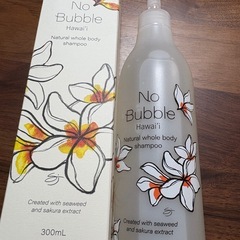 No
Bubble
Hawai'i
Natural whole body
shampoo
Created with seaweed
and sakura extract
300mL
No
Bubble
Hawai'i
Natural whole body
shampoo
Created with seaweed
and sakura extract